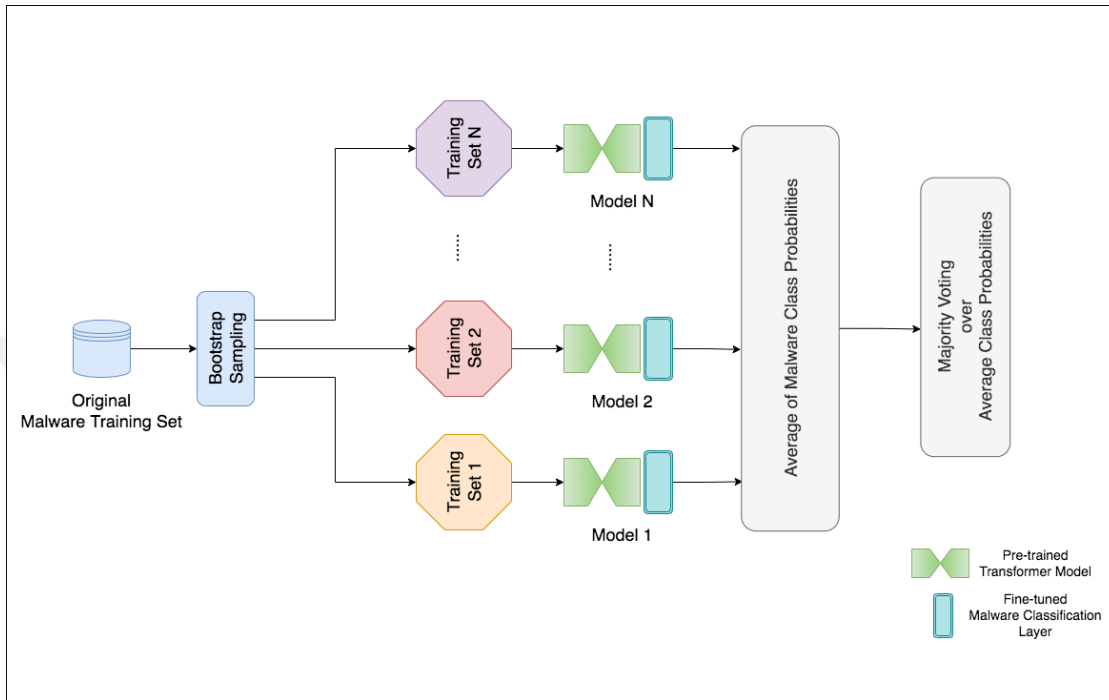 Original
Malware Training Set
Bootstrap
Sampling
Training
Set N
Model N
Training
Set 2
Model 2
Training
Set 1
Model 1
Average of Malware Class Probabilities
Majority Voting
over
Average Class Probabilities
Pre-trained
Transformer Model
Fine-tuned
Malware Classification
Layer